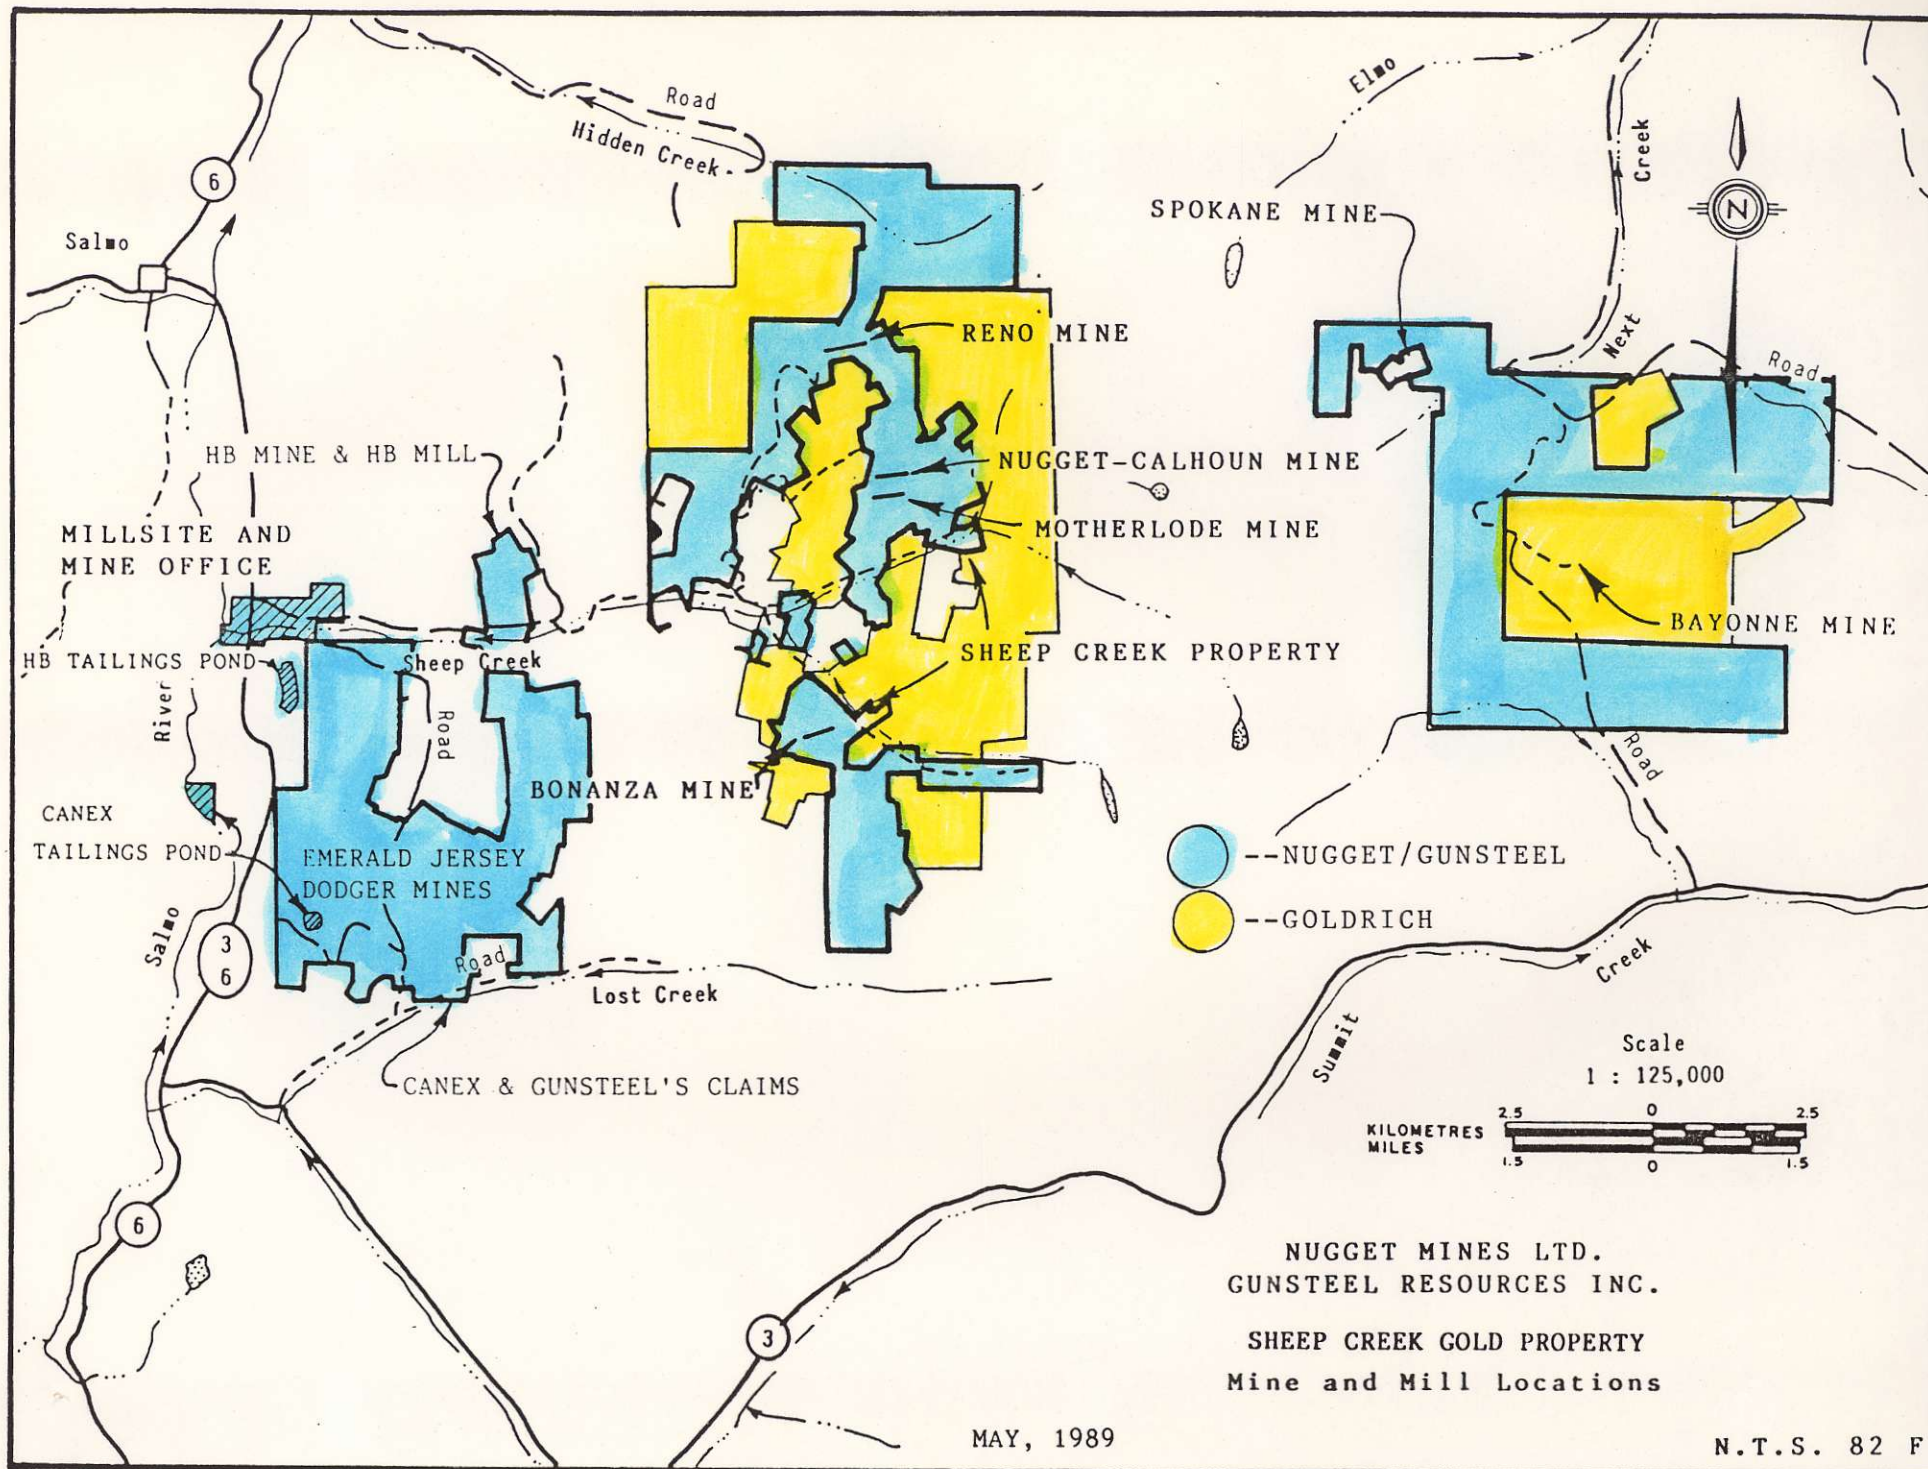 Elmo
Road
Hidden Creek
Creek
6
SPOKANE MINE
N
Salmo
RENO MINE
Next
Road
HB MINE & HB MILL
NUGGET-CALHOUN MINE
MOTHERLODE MINE
MILLSITE AND
MINE OFFICE
BAYONNE MINE
HB TAILINGS POND
Sheep Creek
SHEEP CREEK PROPERTY
River
Road
Road
BONANZA MINE
CANEX
TAILINGS POND
EMERALD JERSEY
DODGER MINES
--NUGGET/GUNSTEEL
--GOLDRICH
Salmo
3
6
Road
Lost Creek
Creek
Summit
CANEX & GUNSTEEL'S CLAIMS
Scale
1 : 125,000
2.5 0 2.5
KILOMETRES
MILES
1.5 0 1.5
6
NUGGET MINES LTD.
GUNSTEEL RESOURCES INC.
3
SHEEP CREEK GOLD PROPERTY
Mine and Mill Locations
MAY, 1989
N.T.S. 82 F